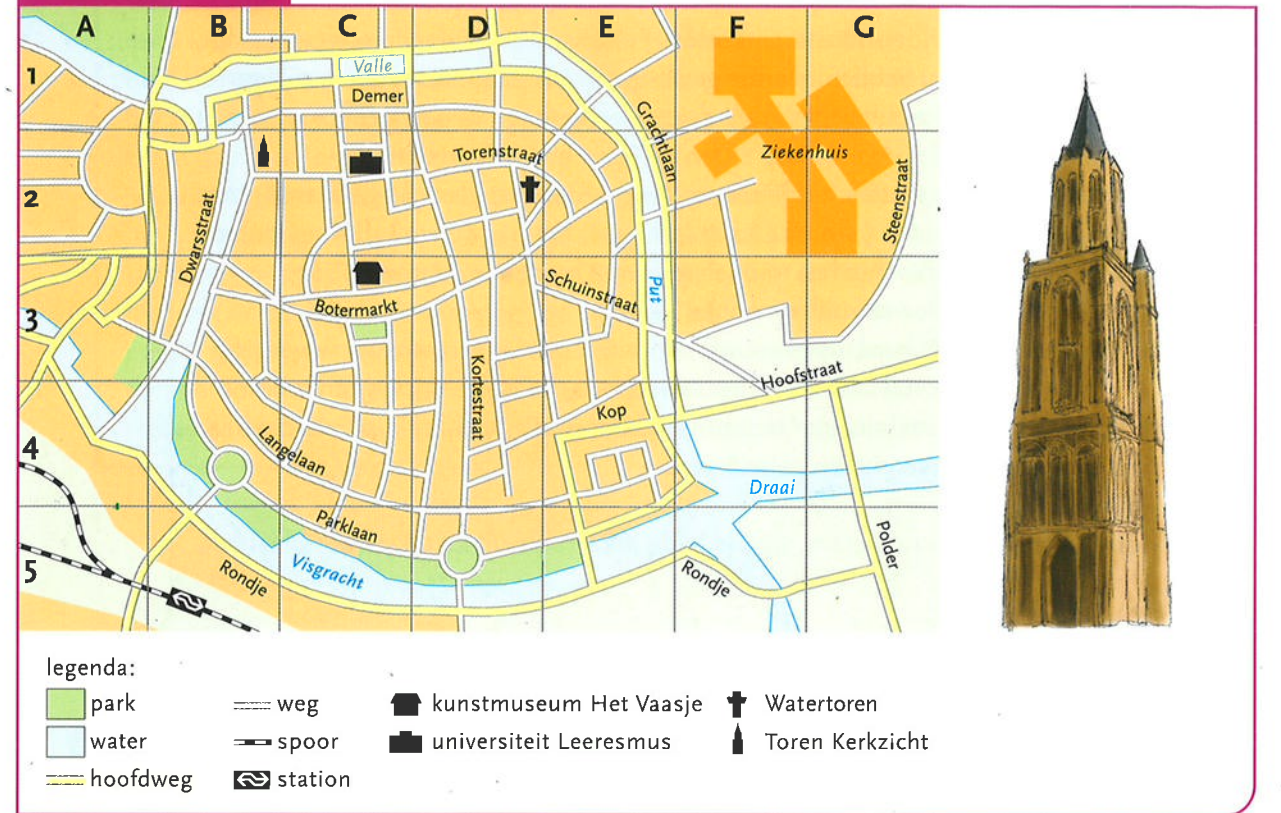 A B C D E F G
1
Valle
Demer
Grachtlaan
Torenstraat
Ziekenhuis
2
Steenstraat
Dwarsstraat
Schuinstraat
Put
Botermarkt
3
Kortestraat
Hoofstraat
Kop
4
Langelaan
Draai
Parklaan
Polder
5
Visgracht
Rondje
Rondje
legenda:
park
weg
kunstmuseum Het Vaasje
Watertoren
water
spoor
universiteit Leeresmus
Toren Kerkzicht
hoofdweg
station